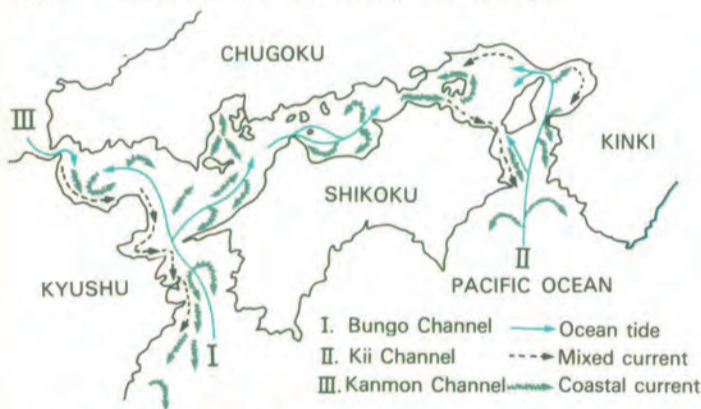 CHUGOKU
III
KINKI
SHIKOKU
II
KYUSHU
PACIFIC OCEAN
I
I. Bungo Channel
Ocean tide
II. Kii Channel
Mixed current
III. Kanmon Channel
Coastal current